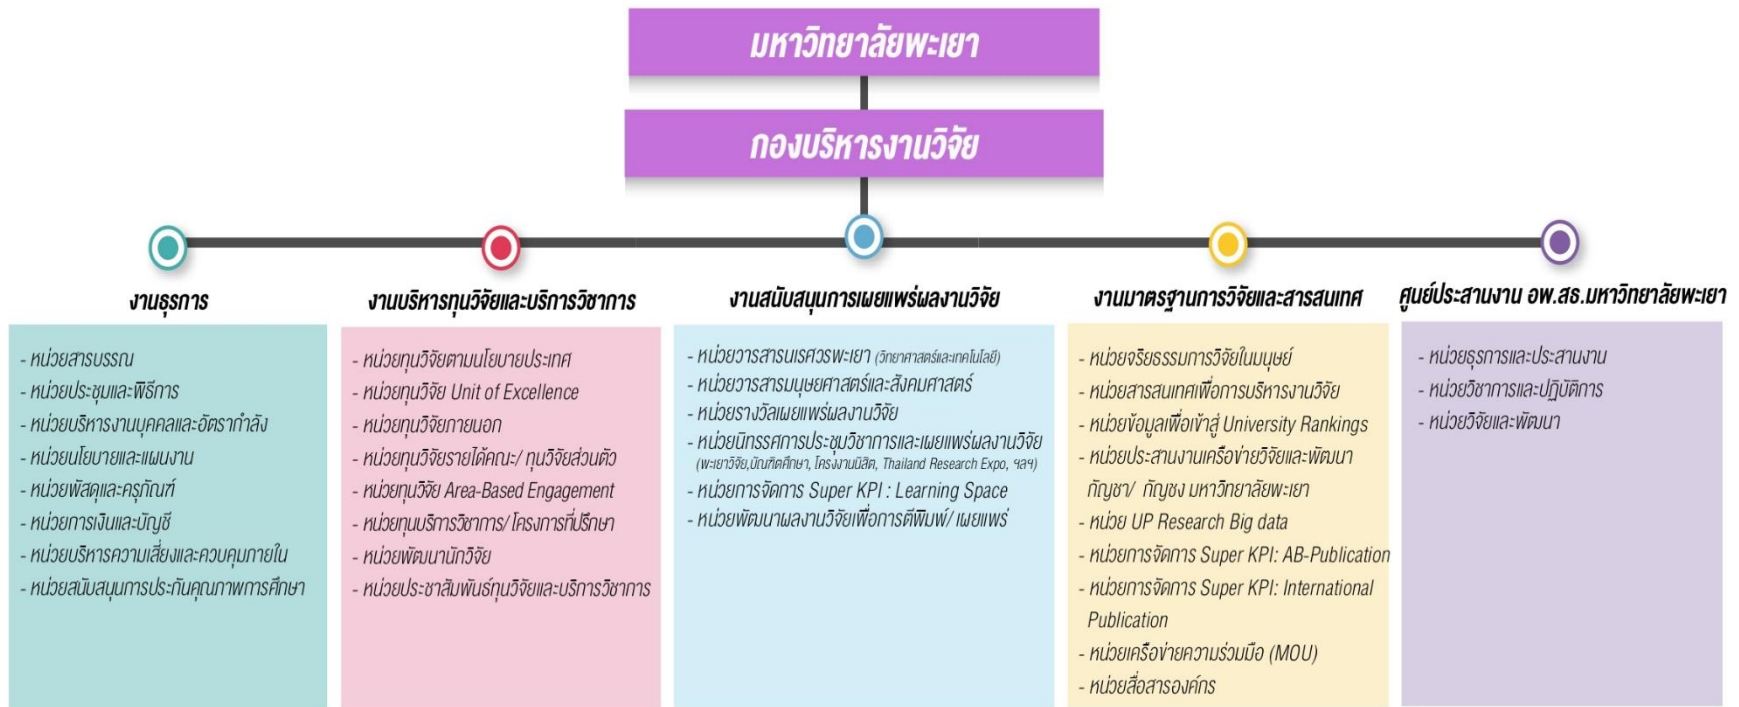 มหาวิทยาลัยพะเยา
กองบริหารงานวิจัย
งานธุรการ
- หน่วยสารบรรณ
- หน่วยประชุมและพิธีการ
- หน่วยบริหารงานบุคคลและอัตรากำลัง
- หน่วยนโยบายและแผนงาน
- หน่วยพัสดุและครุภัณฑ์
- หน่วยการเงินและบัญชี
- หน่วยบริหารความเสี่ยงและควบคุมภายใน
- หน่วยสนับสนุนการประกันคุณภาพการศึกษา
งานบริหารทุนวิจัยและบริการวิชาการ
- หน่วยทุนวิจัยตามนโยบายประเทศ
- หน่วยทุนวิจัย Unit of Excellence
- หน่วยทุนวิจัยภายนอก
- หน่วยทุนวิจัยรายได้คณะ/ ทุนวิจัยส่วนตัว
- หน่วยทุนวิจัย Area-Based Engagement
- หน่วยทุนบริการวิชาการ/ โครงการที่ปรึกษา
- หน่วยพัฒนานักวิจัย
- หน่วยประชาสัมพันธ์ทุนวิจัยและบริการวิชาการ
งานสนับสนุนการเผยแพร่ผลงานวิจัย
- หน่วยวารสารนเรศวรพะเยา (วิทยาศาสตร์และเทคโนโลยี)
- หน่วยวารสารมนุษยศาสตร์และสังคมศาสตร์
- หน่วยรางวัลเผยแพร่ผลงานวิจัย
- หน่วยนิทรรศการประชุมวิชาการและเผยแพร่ผลงานวิจัย
(พะเยาวิจัย,บัณฑิตศึกษา, โครงงานนิสิต, Thailand Research Expo, ฯลฯ)
- หน่วยการจัดการ Super KPI : Learning Space
- หน่วยพัฒนาผลงานวิจัยเพื่อการตีพิมพ์/ เผยแพร่
งานมาตรฐานการวิจัยและสารสนเทศ
- หน่วยจริยธรรมการวิจัยในมนุษย์
- หน่วยสารสนเทศเพื่อการบริหารงานวิจัย
- หน่วยข้อมูลเพื่อเข้าสู่ University Rankings
- หน่วยประสานงานเครือข่ายวิจัยและพัฒนา
กัญชา/ กัญชง มหาวิทยาลัยพะเยา
- หน่วย UP Research Big data
- หน่วยการจัดการ Super KPI: AB-Publication
- หน่วยการจัดการ Super KPI: International
Publication
- หน่วยเครือข่ายความร่วมมือ (MOU)
- หน่วยสื่อสารองค์กร
ศูนย์ประสานงาน อพ.สธ.มหาวิทยาลัยพะเยา
- หน่วยธุรการและประสานงาน
- หน่วยวิชาการและปฏิบัติการ
- หน่วยวิจัยและพัฒนา